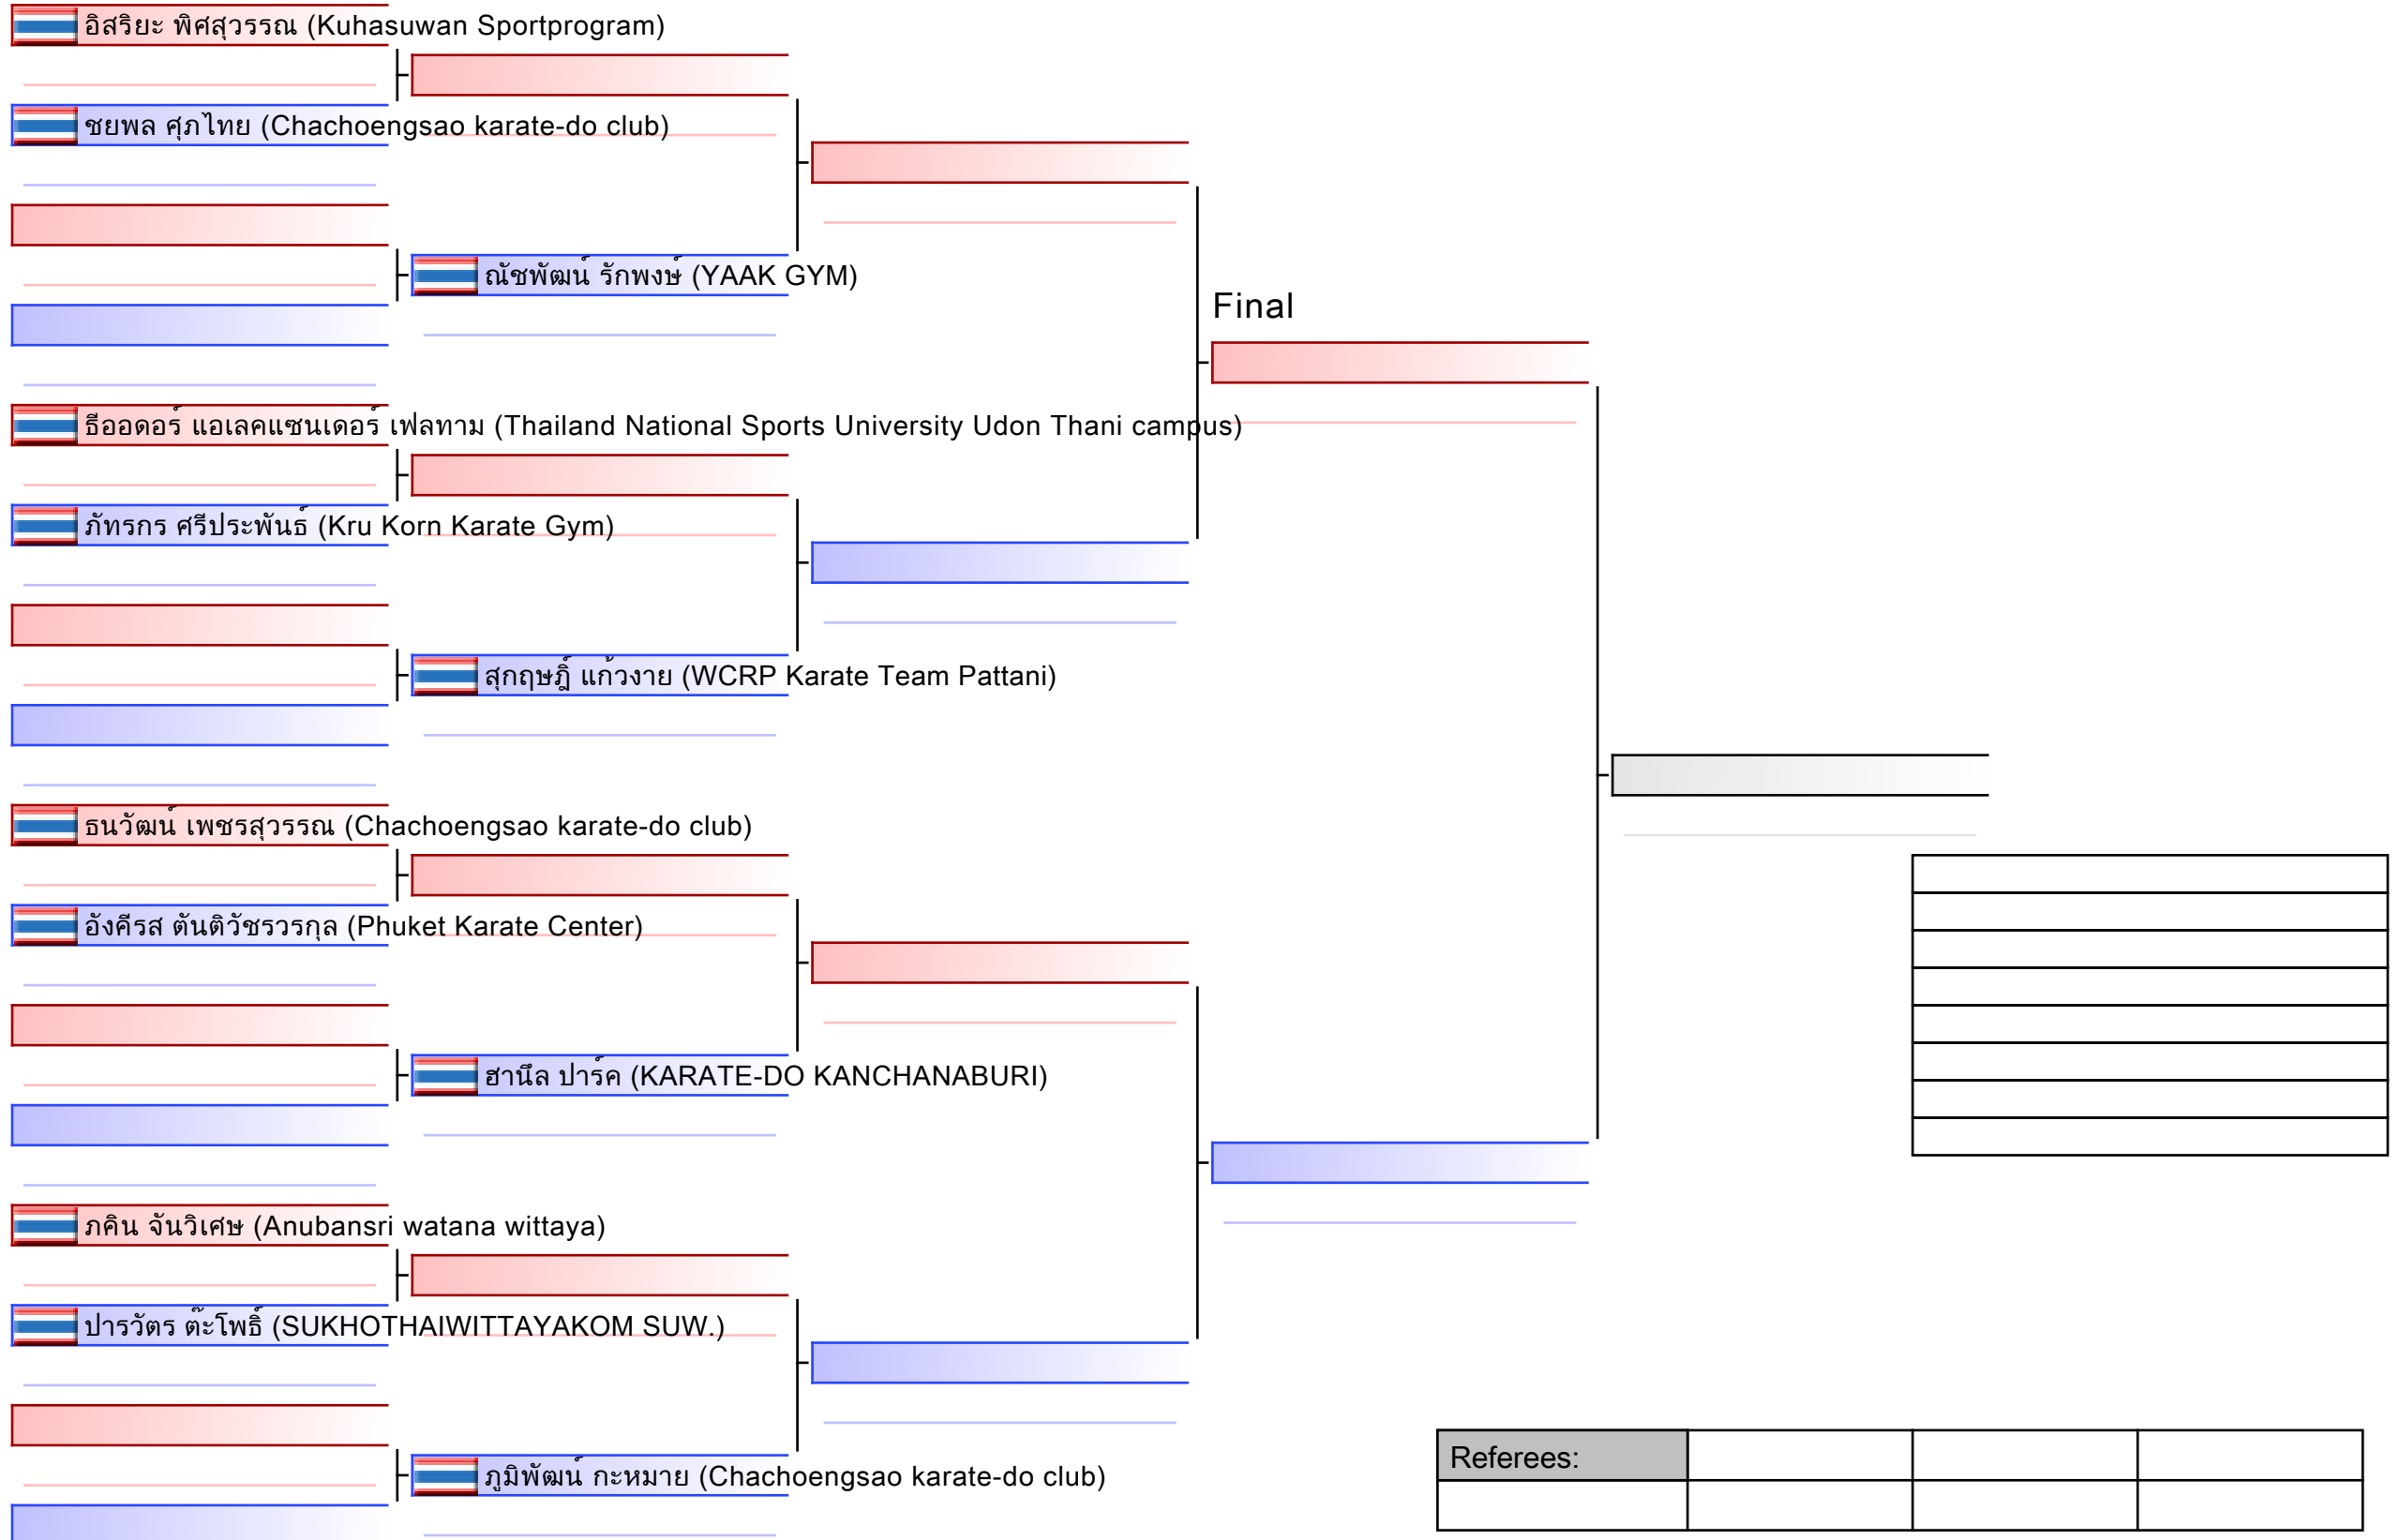 อิสริยะ พิศสุวรรณ (Kuhasuwan Sportprogram)
ชยพล ศุภไทย (Chachoengsao karate-do club)
ณัชพัฒน์ รักพงษ์ (YAAK GYM)
Final
ธีออดอร์ แอเลคแซนเดอร์ เฟลทาม (Thailand National Sports University Udon Thani campus)
ภัทรกร ศรีประพันธ์ (Kru Korn Karate Gym)
สุกฤษฎิ์ แก้วงาย (WCRP Karate Team Pattani)
ธนวัฒน์ เพชรสุวรรณ (Chachoengsao karate-do club)
อังคีรส ตันติวัชรวรกุล (Phuket Karate Center)
ฮานึล ปาร์ค (KARATE-DO KANCHANABURI)
ภคิน จันวิเศษ (Anubansri watana wittaya)
ปารวัตร ต๊ะโพธิ์ (SUKHOTHAIWITTAYAKOM SUW.)
ภูมิพัฒน์ กะหมาย (Chachoengsao karate-do club)
Referees: